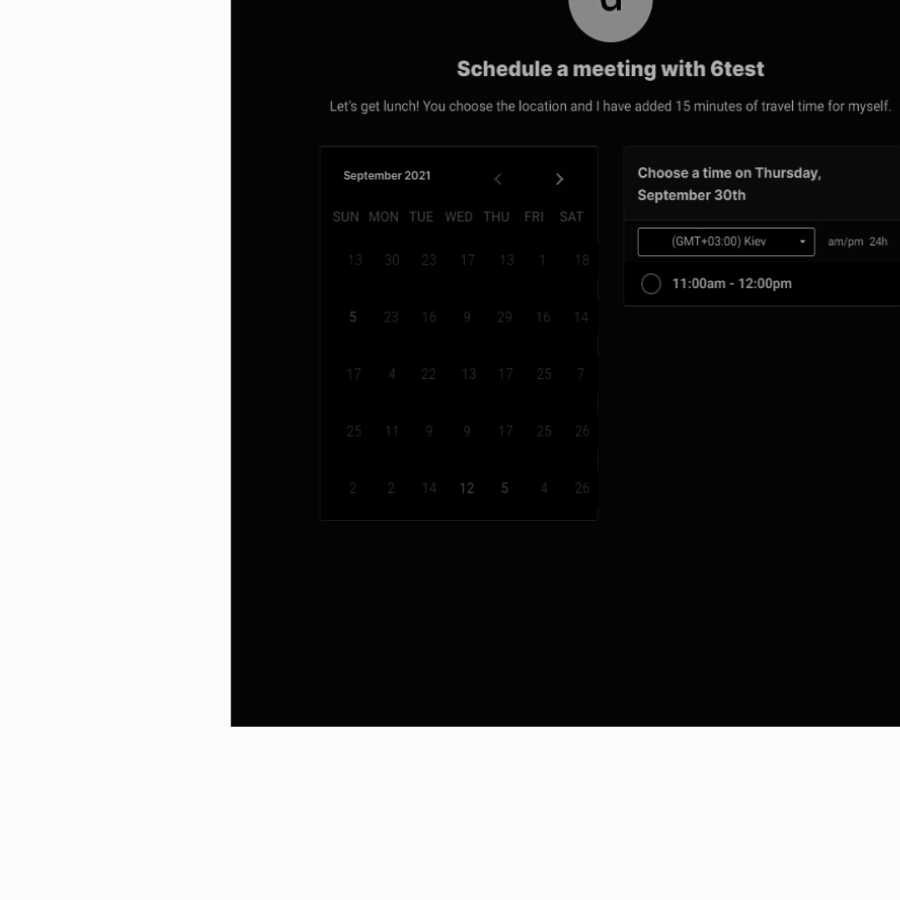 Schedule a meeting with 6test
Let's get lunch! You choose the location and I have added 15 minutes of travel time for myself.
September 2021
SUN MON TUE WED THU FRI SAT
13 30 23 17 13 1 18
5 23 16 9 29 16 14
17 4 22 13 17 25 7
25 11 9 9 17 25 26
2 2 14 12 5 4 26
Choose a time on Thursday,
September 30th
(GMT+03:00) Kiev am/pm 24h
11:00am - 12:00pm